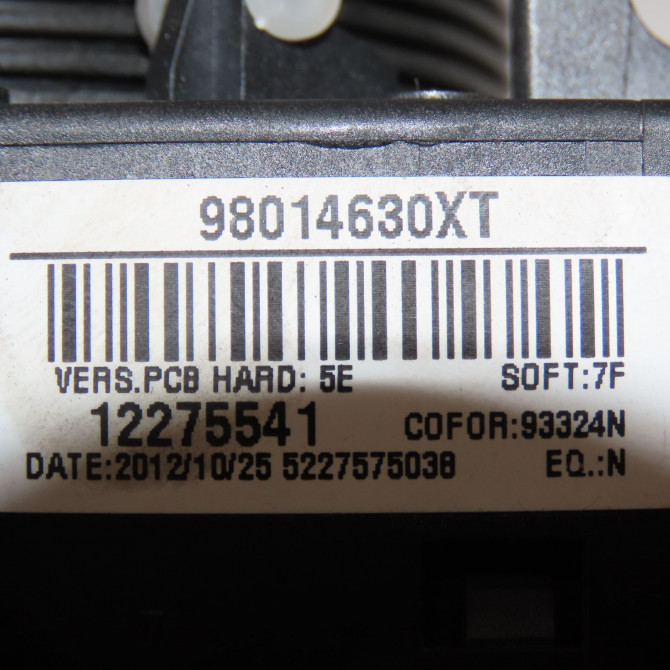 98014630XT
VERS.PCB HARD: 5E SOFT:7F
12275541 COFOR:93324N
DATE:2012/10/25 5227575038 EQ.:N